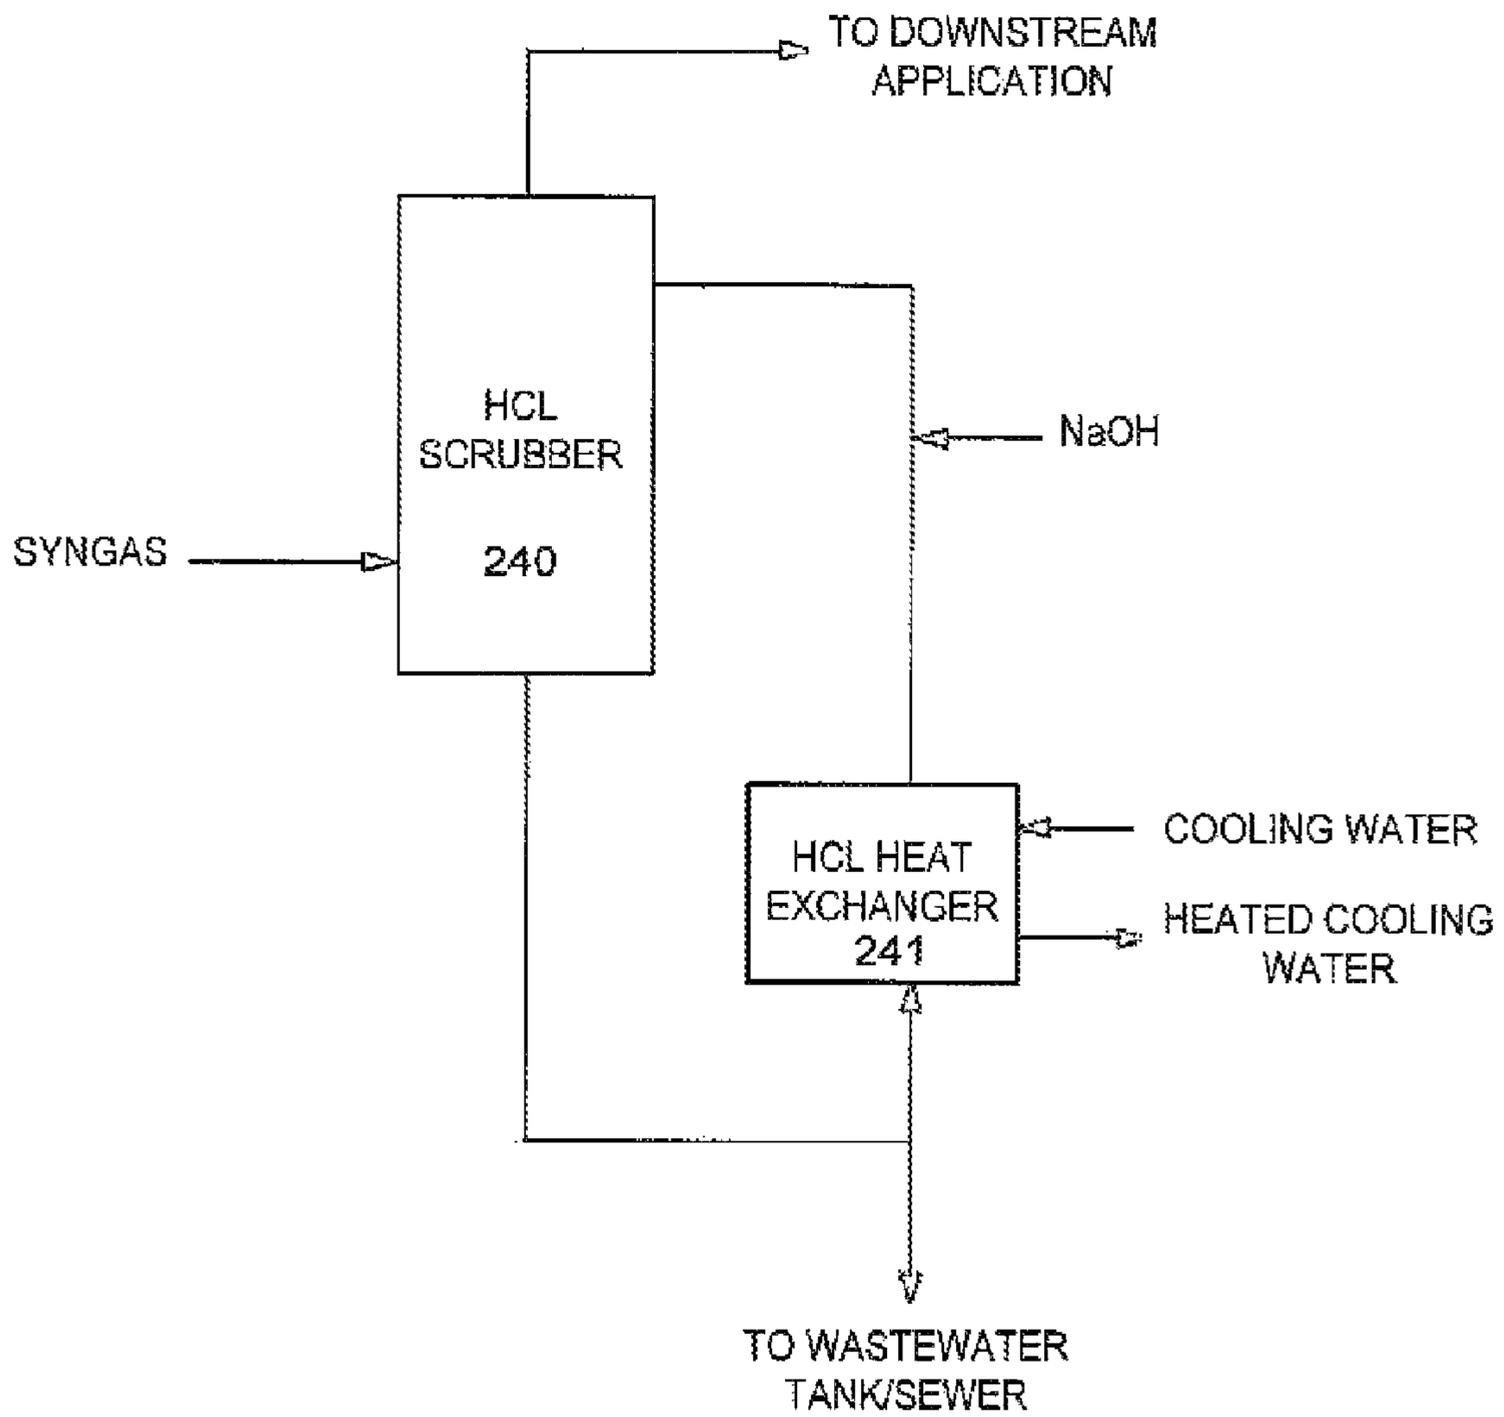 TO DOWNSTREAM
APPLICATION
HCL
SCRUBBER
240
NaOH
SYNGAS
COOLING WATER
HCL HEAT
EXCHANGER
241
HEATED COOLING
WATER
TO WASTEWATER
TANK/SEWER